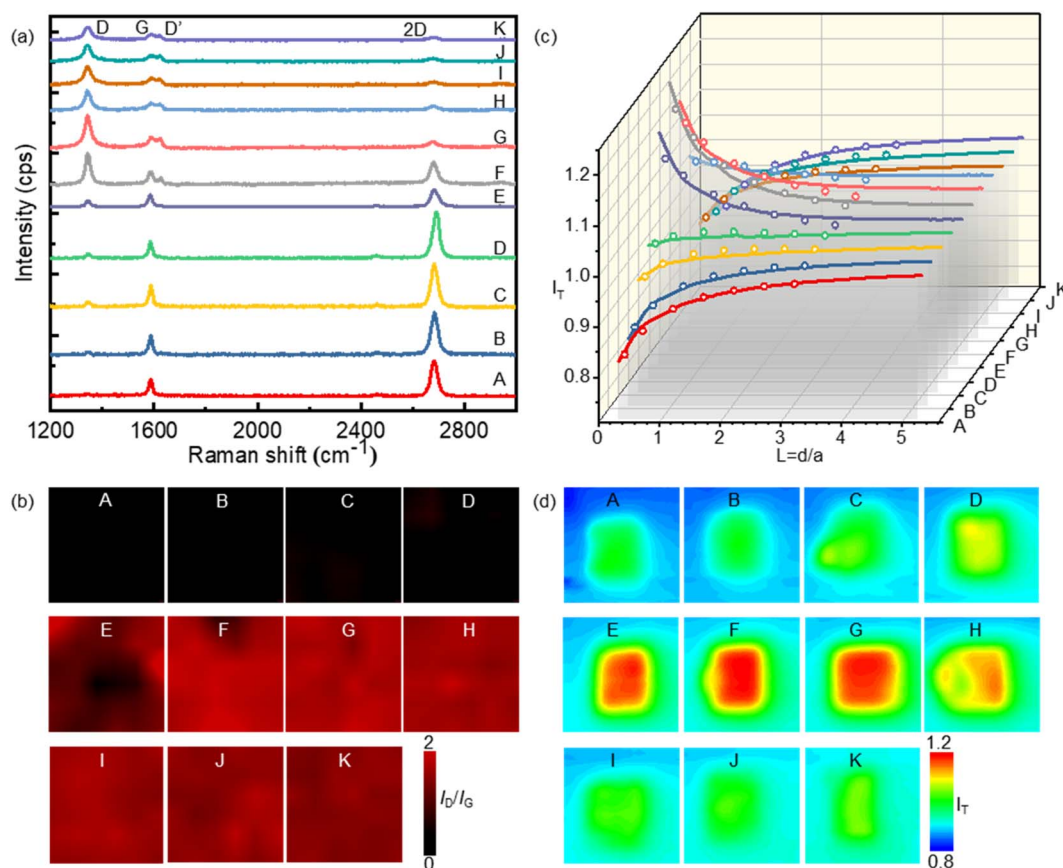 (a)
D G D' 2D K
J
I
H
G
F
E
D
C
B
A
Intensity (cps)
1200 1600 2000 2400 2800
Raman shift (cm-1)
(c)
1.2
1.1
1.0
0.9
0.8
IT
0 1 2 3 4 5
L=d/a
A B C D E F G H I J K
(b)
A B C D
E F G H
I J K
2
ID/IG
0
(d)
A B C D
E F G H
I J K
1.2
IT
0.8